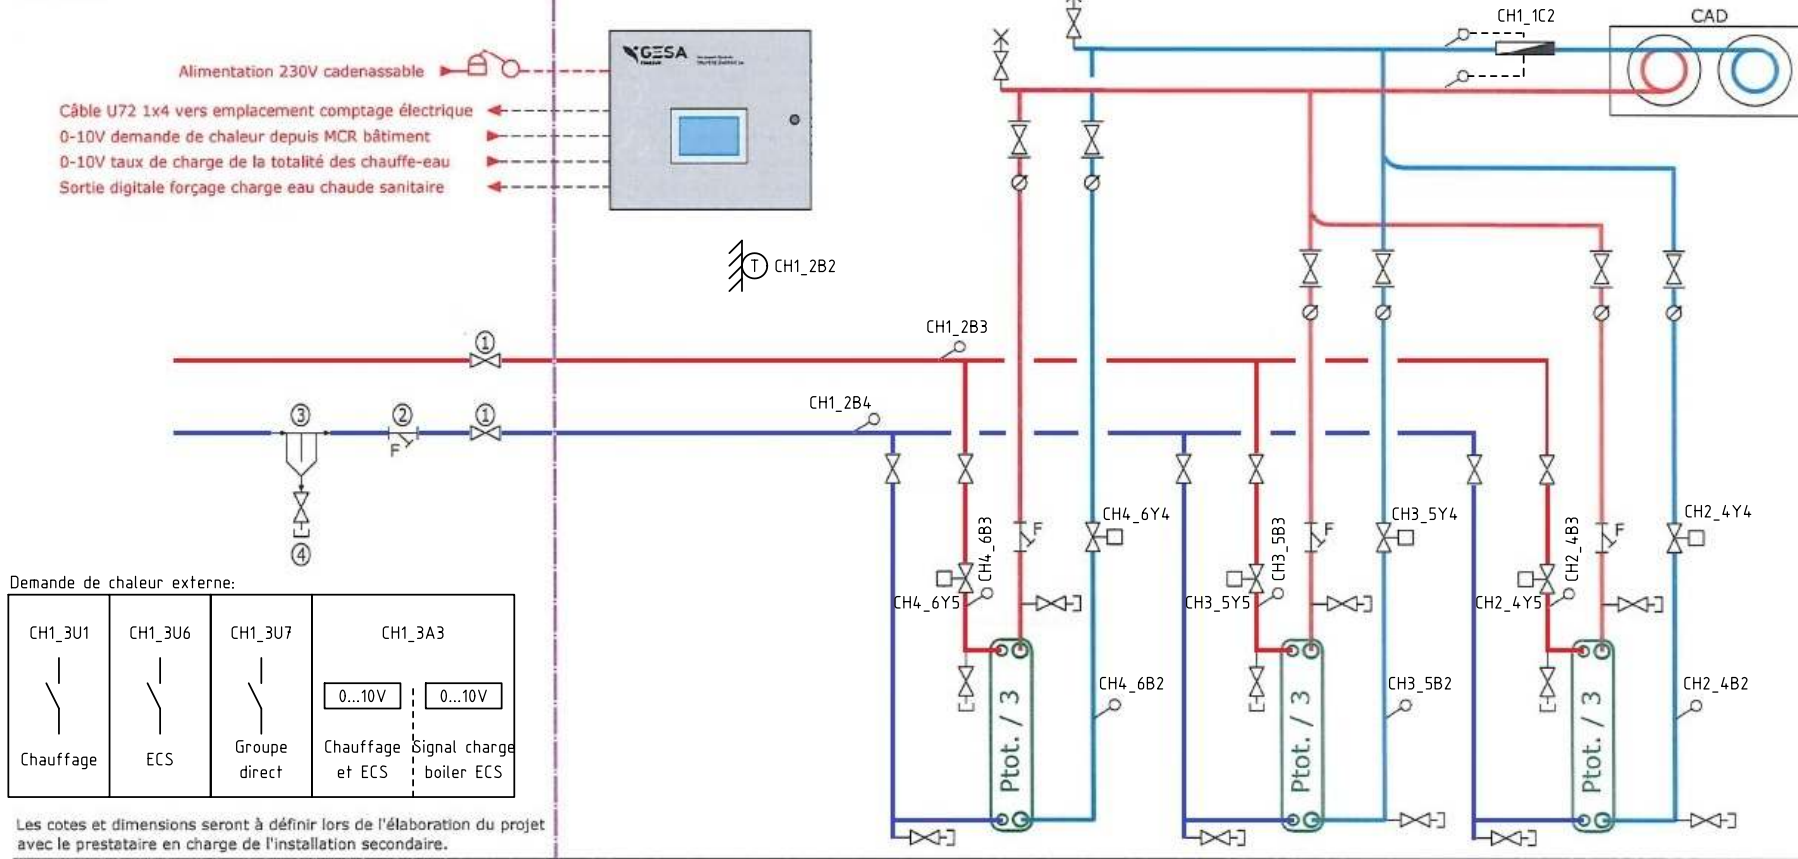 CH1_1C2
CAD
GESA
Alimentation 230V cadenassable
Câble U72 1x4 vers emplacement comptage électrique
0-10V demande de chaleur depuis MCR bâtiment
0-10V taux de charge de la totalité des chauffe-eau
Sortie digitale forçage charge eau chaude sanitaire
T
CH1_2B2
CH1_2B3
1
CH1_2B4
3
2
1
F
4
CH4_6B3
F
CH4_6Y4
CH3_5B3
F
CH3_5Y4
CH2_4B3
F
CH2_4Y4
CH4_6Y5
CH3_5Y5
CH2_4Y5
CH4_6B2
CH3_5B2
CH2_4B2
Ptot. / 3
Ptot. / 3
Ptot. / 3
Demande de chaleur externe:
CH1_3U1
CH1_3U6
CH1_3U7
CH1_3A3
0...10V
0...10V
Chauffage
ECS
Groupe
direct
Chauffage
et ECS
Signal charge
boiler ECS
Les cotes et dimensions seront à définir lors de l'élaboration du projet
avec le prestataire en charge de l'installation secondaire.